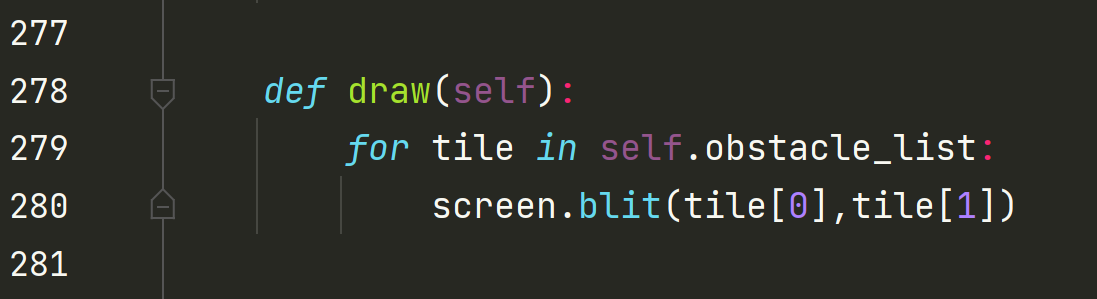 277
278 def draw(self):
279 for tile in self.obstacle_list:
280 screen.blit(tile[0],tile[1])
281